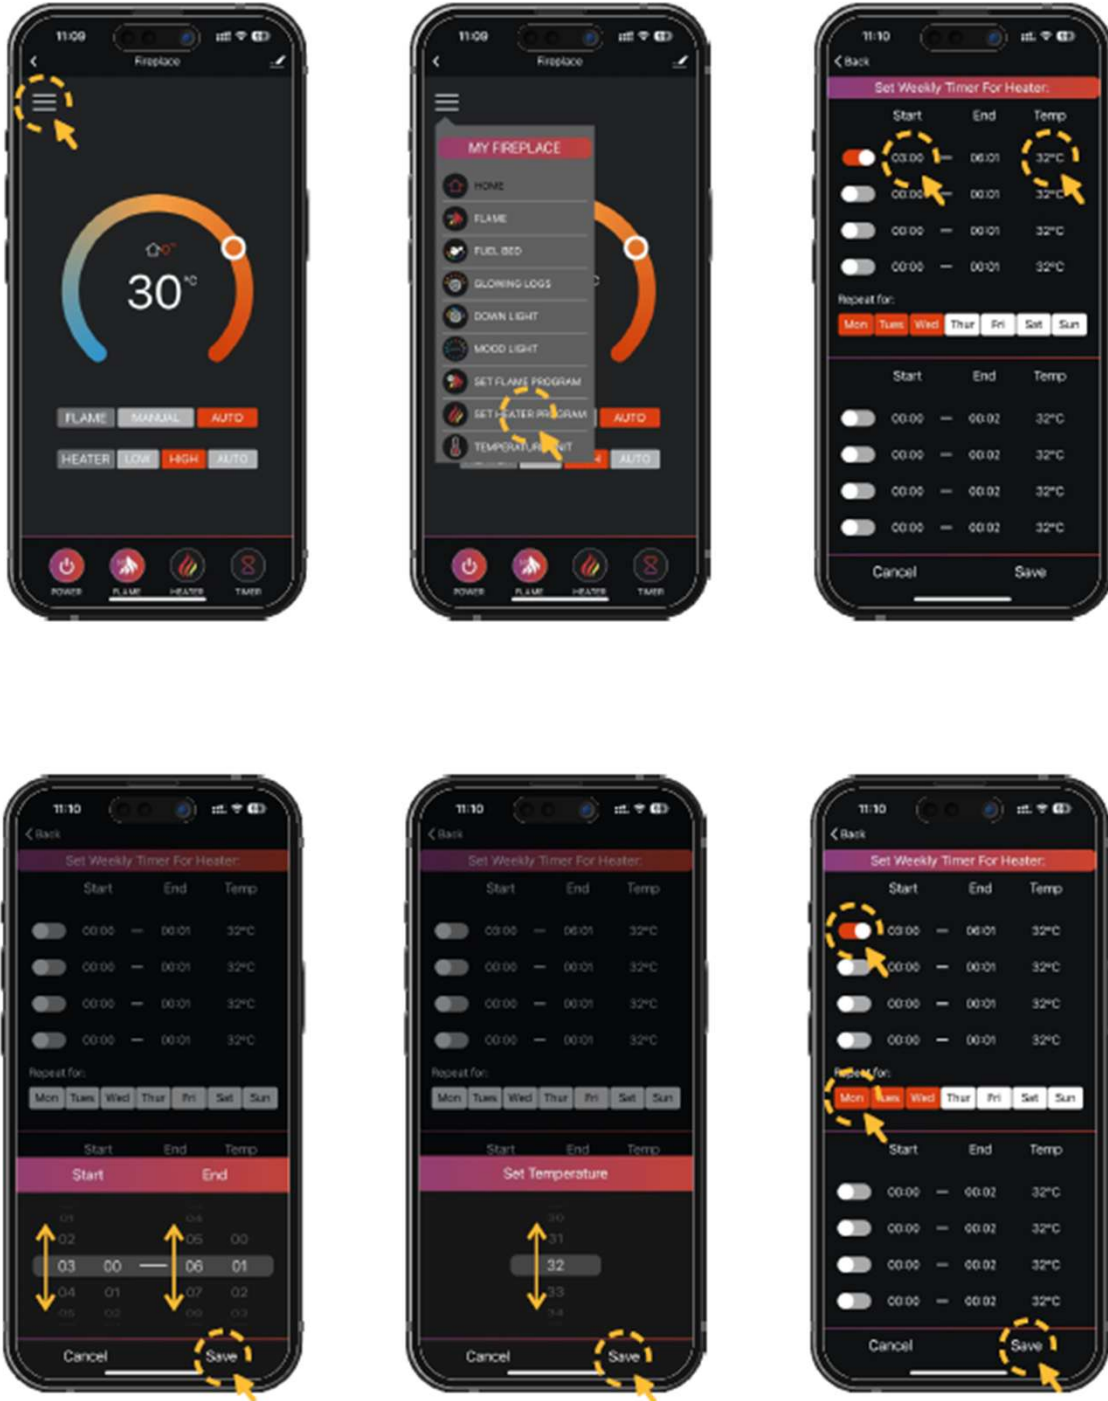 11:09
Fireplace
30°C
FLAME MANUAL AUTO
HEATER LOW HIGH AUTO
POWER FLAME HEATER TIMER
11:09
Fireplace
MY FIREPLACE
HOME
FLAME
FUEL BED
GLOWING LOGS
DOWN LIGHT
MOOD LIGHT
SET FLAME PROGRAM
SET HEATER PROGRAM
AUTO
TEMPERATURE UNIT
AUTO
POWER FLAME HEATER TIMER
11:10
Back
Set Weekly Timer For Heater:
Start End Temp
03:00 — 06:01 32°C
00:00 — 00:01 32°C
00:00 — 00:01 32°C
00:00 — 00:01 32°C
Repeat for:
Mon Tues Wed Thur Fri Sat Sun
Start End Temp
00:00 — 00:02 32°C
00:00 — 00:02 32°C
00:00 — 00:02 32°C
00:00 — 00:02 32°C
Cancel Save
11:10
Back
Set Weekly Timer For Heater:
Start End Temp
00:00 — 00:01 32°C
00:00 — 00:01 32°C
00:00 — 00:01 32°C
00:00 — 00:01 32°C
Repeat for:
Mon Tues Wed Thur Fri Sat Sun
Start End Temp
Start End
01 04
02 05 00
03 00 — 06 01
04 01 07 02
05 02 03
Cancel Save
11:10
Back
Set Weekly Timer For Heater:
Start End Temp
03:00 — 06:01 32°C
00:00 — 00:01 32°C
00:00 — 00:01 32°C
00:00 — 00:01 32°C
Repeat for:
Mon Tues Wed Thur Fri Sat Sun
Start End Temp
Set Temperature
30
31
32
33
34
Cancel Save
11:10
Back
Set Weekly Timer For Heater:
Start End Temp
03:00 — 06:01 32°C
00:00 — 00:01 32°C
00:00 — 00:01 32°C
00:00 — 00:01 32°C
Repeat for:
Mon Tues Wed Thur Fri Sat Sun
Start End Temp
00:00 — 00:02 32°C
00:00 — 00:02 32°C
00:00 — 00:02 32°C
00:00 — 00:02 32°C
Cancel Save